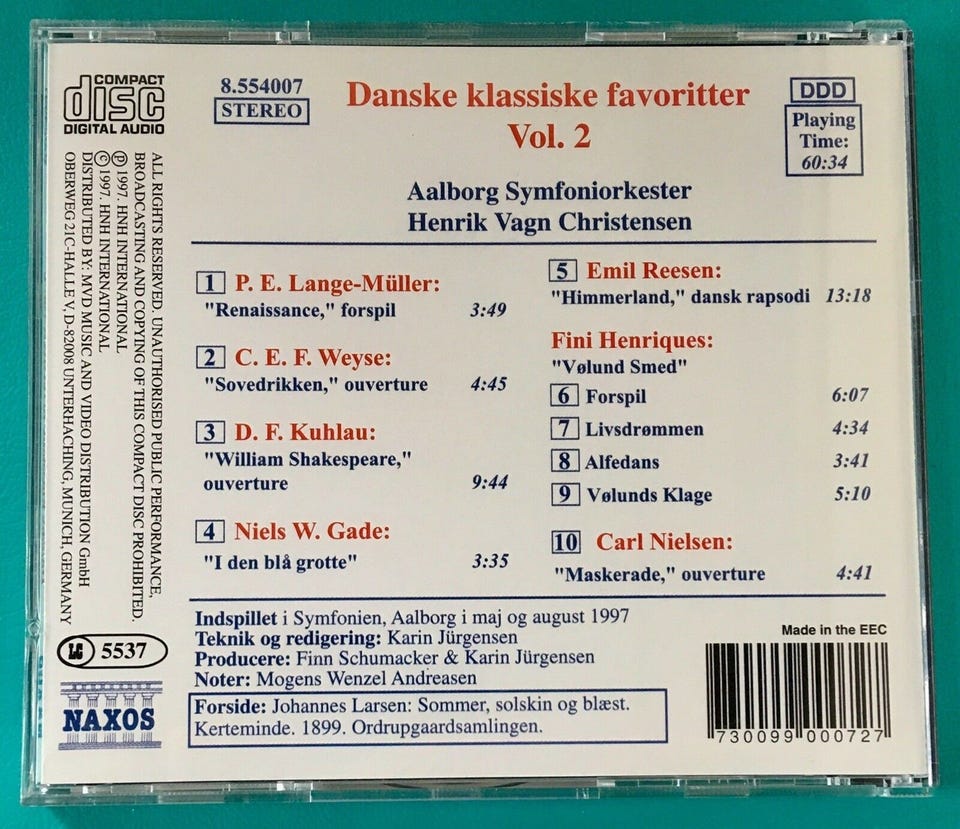 COMPACT
disc
DIGITAL AUDIO
8.554007
STEREO
Danske klassiske favoritter
Vol. 2
DDD
Playing
Time:
60:34
Aalborg Symfoniorkester
Henrik Vagn Christensen
1 P. E. Lange-Müller:
"Renaissance," forspil 3:49
2 C. E. F. Weyse:
"Sovedrikken," ouverture 4:45
3 D. F. Kuhlau:
"William Shakespeare,"
ouverture 9:44
4 Niels W. Gade:
"I den blå grotte" 3:35
5 Emil Reesen:
"Himmerland," dansk rapsodi 13:18
Fini Henriques:
"Vølund Smed"
6 Forspil 6:07
7 Livsdrømmen 4:34
8 Alfedans 3:41
9 Vølunds Klage 5:10
10 Carl Nielsen:
"Maskerade," ouverture 4:41
Indspillet i Symfonien, Aalborg i maj og august 1997
Teknik og redigering: Karin Jürgensen
Producere: Finn Schumacker & Karin Jürgensen
Noter: Mogens Wenzel Andreasen
Forside: Johannes Larsen: Sommer, solskin og blæst.
Kerteminde. 1899. Ordrupgaardsamlingen.
Made in the EEC
730099 000727
ALL RIGHTS RESERVED. UNAUTHORISED PUBLIC PERFORMANCE,
BROADCASTING AND COPYING OF THIS COMPACT DISC PROHIBITED.
Ⓟ 1997. HNH INTERNATIONAL
© 1997. HNH INTERNATIONAL
DISTRIBUTED BY: MVD MUSIC AND VIDEO DISTRIBUTION GmbH
OBERWEG 21C-HALLE V, D-82008 UNTERHACHING, MUNICH, GERMANY
LC 5537
NAXOS